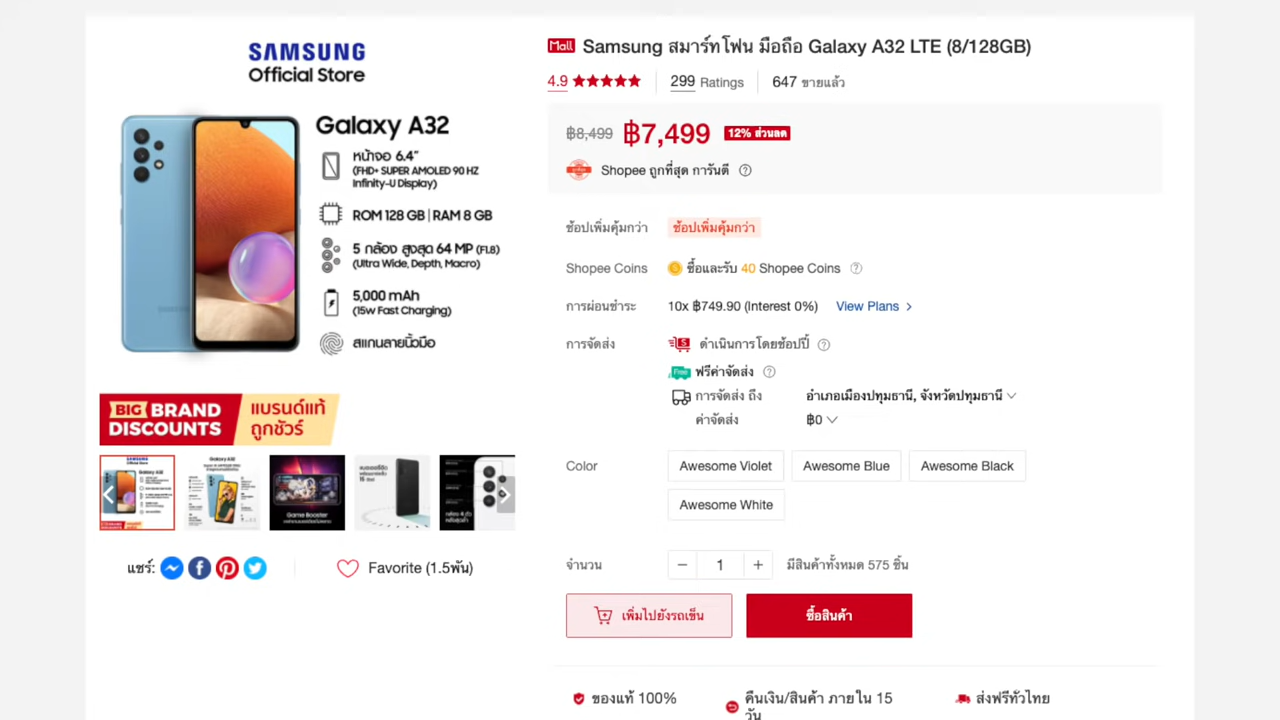 SAMSUNG
Official Store
Galaxy A32
หน้าจอ 6.4”
(FHD+ SUPER AMOLED 90 HZ
Infinity-U Display)
ROM 128 GB | RAM 8 GB
5 กล้อง สูงสุด 64 MP (F1.8)
(Ultra Wide, Depth, Macro)
5,000 mAh
(15w Fast Charging)
สแกนลายนิ้วมือ
BIG BRAND
DISCOUNTS
แบรนด์แท้
ถูกชัวร์
Game Booster
แชร์:
Favorite (1.5พัน)
Mall Samsung สมาร์ทโฟน มือถือ Galaxy A32 LTE (8/128GB)
4.9
299 Ratings
647 ขายแล้ว
฿8,499 ฿7,499 12% ส่วนลด
Shopee ถูกที่สุด การันตี
ช้อปเพิ่มคุ้มกว่า ช้อปเพิ่มคุ้มกว่า
Shopee Coins ซื้อและรับ 40 Shopee Coins
การผ่อนชำระ 10x ฿749.90 (Interest 0%) View Plans
การจัดส่ง ดำเนินการโดยช้อปปี้
Free ฟรีค่าจัดส่ง
การจัดส่ง ถึง อำเภอเมืองปทุมธานี, จังหวัดปทุมธานี
ค่าจัดส่ง ฿0
Color Awesome Violet Awesome Blue Awesome Black
Awesome White
จำนวน − 1 + มีสินค้าทั้งหมด 575 ชิ้น
เพิ่มไปยังรถเข็น ซื้อสินค้า
ของแท้ 100% คืนเงิน/สินค้า ภายใน 15 ส่งฟรีทั่วไทย
วัน